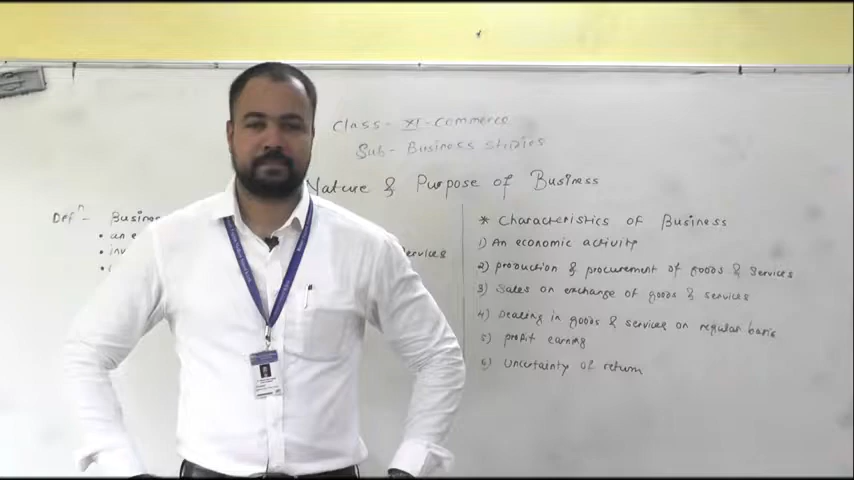 Class- XI-Commerce
Sub- Business Studies
Nature & Purpose of Business
Defⁿ- Busine
• an e
• inv
ervices
* Characteristics of Business
1) An economic activity
2) production & procurement of goods & services
3) Sales on exchange of goods & services
4) Dealing in goods & services on regular basis
5) profit earning
6) Uncertainty of return